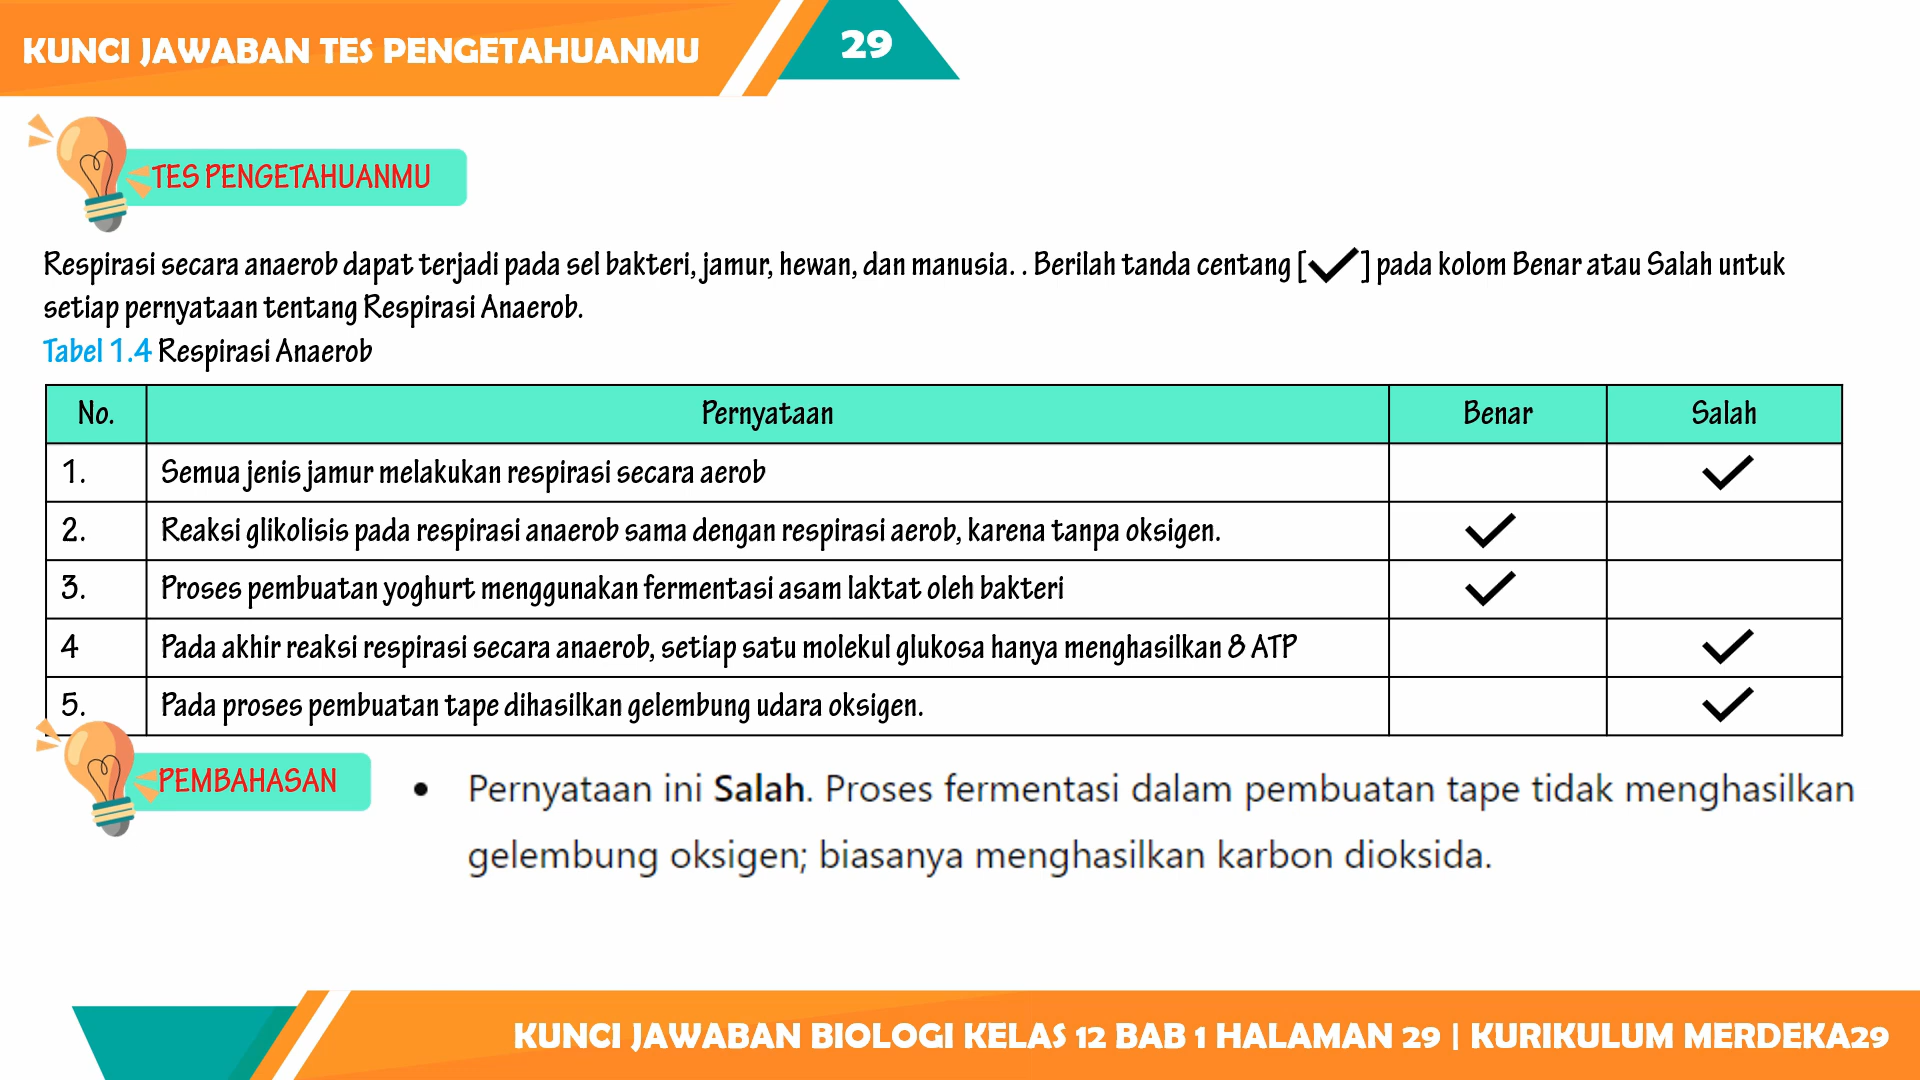 KUNCI JAWABAN TES PENGETAHUANMU
29
TES PENGETAHUANMU
Respirasi secara anaerob dapat terjadi pada sel bakteri, jamur, hewan, dan manusia. . Berilah tanda centang [✓] pada kolom Benar atau Salah untuk
setiap pernyataan tentang Respirasi Anaerob.
Tabel 1.4 Respirasi Anaerob
No. Pernyataan Benar Salah
1. Semua jenis jamur melakukan respirasi secara aerob ✓
2. Reaksi glikolisis pada respirasi anaerob sama dengan respirasi aerob, karena tanpa oksigen. ✓
3. Proses pembuatan yoghurt menggunakan fermentasi asam laktat oleh bakteri ✓
4 Pada akhir reaksi respirasi secara anaerob, setiap satu molekul glukosa hanya menghasilkan 8 ATP ✓
5. Pada proses pembuatan tape dihasilkan gelembung udara oksigen. ✓
PEMBAHASAN
• Pernyataan ini Salah. Proses fermentasi dalam pembuatan tape tidak menghasilkan
gelembung oksigen; biasanya menghasilkan karbon dioksida.
KUNCI JAWABAN BIOLOGI KELAS 12 BAB 1 HALAMAN 29 | KURIKULUM MERDEKA29